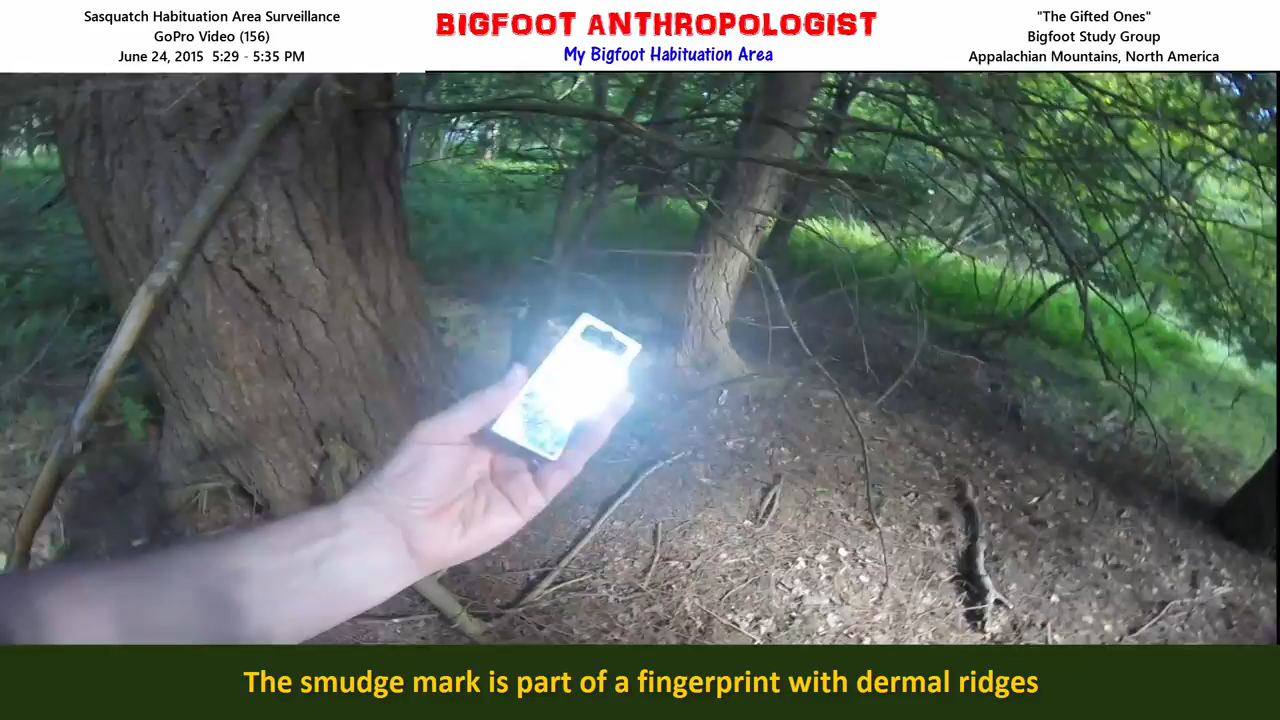 Sasquatch Habituation Area Surveillance
GoPro Video (156)
June 24, 2015 5:29 - 5:35 PM
BIGFOOT ANTHROPOLOGIST
My Bigfoot Habituation Area
"The Gifted Ones"
Bigfoot Study Group
Appalachian Mountains, North America
The smudge mark is part of a fingerprint with dermal ridges